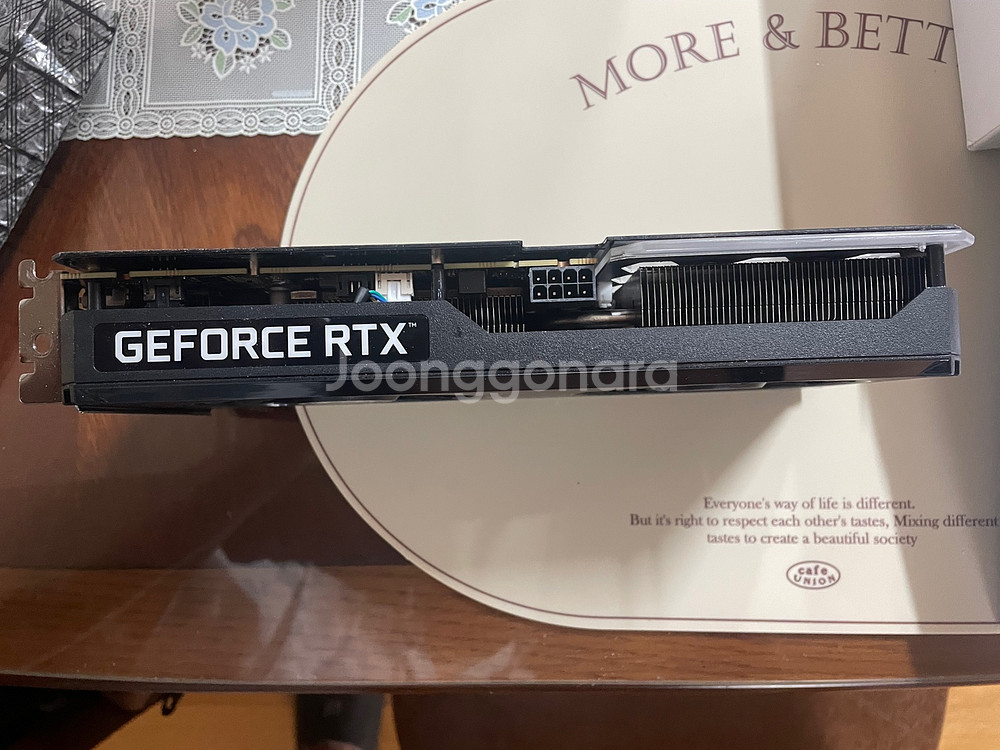 MORE & BETT
GEFORCE RTX™
Joonggonara
Everyone's way of life is different.
But it's right to respect each other's tastes, Mixing different
tastes to create a beautiful society
cafe
UNION